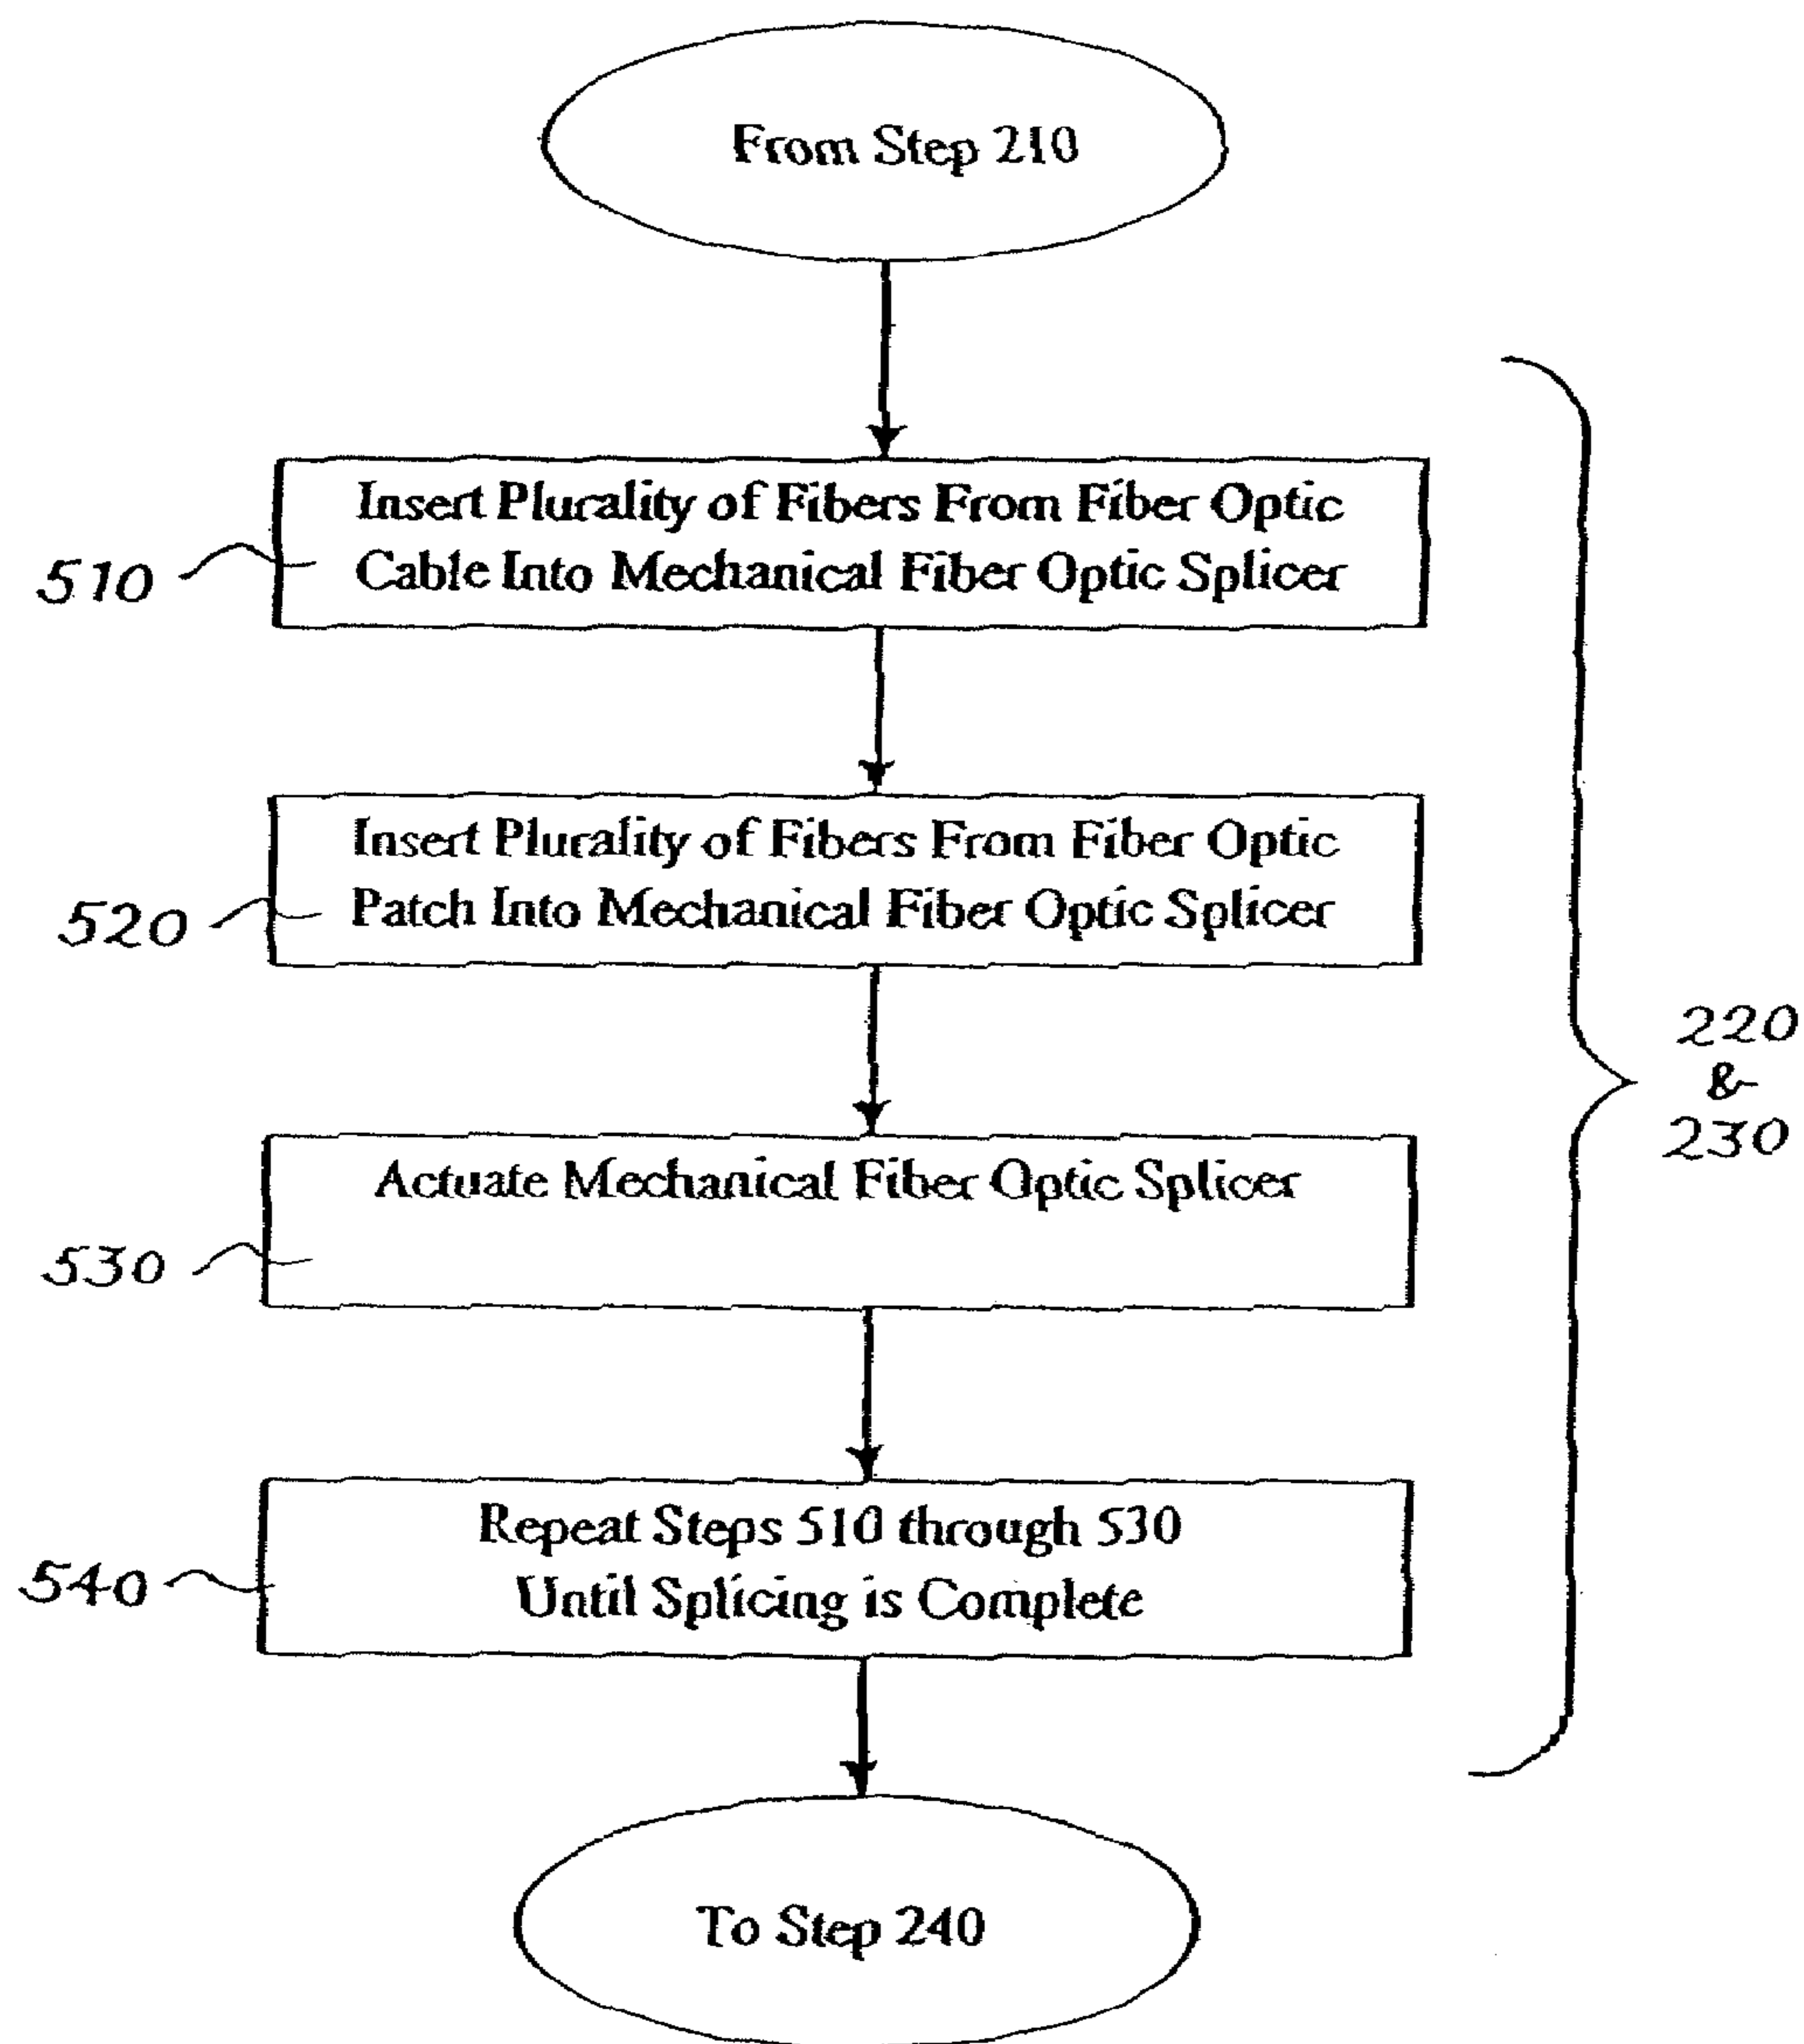 From Step 210
Insert Plurality of Fibers From Fiber Optic
Cable Into Mechanical Fiber Optic Splicer
510
Insert Plurality of Fibers From Fiber Optic
Patch Into Mechanical Fiber Optic Splicer
520
220
&
230
Actuate Mechanical Fiber Optic Splicer
530
Repeat Steps 510 through 530
Until Splicing is Complete
540
To Step 240